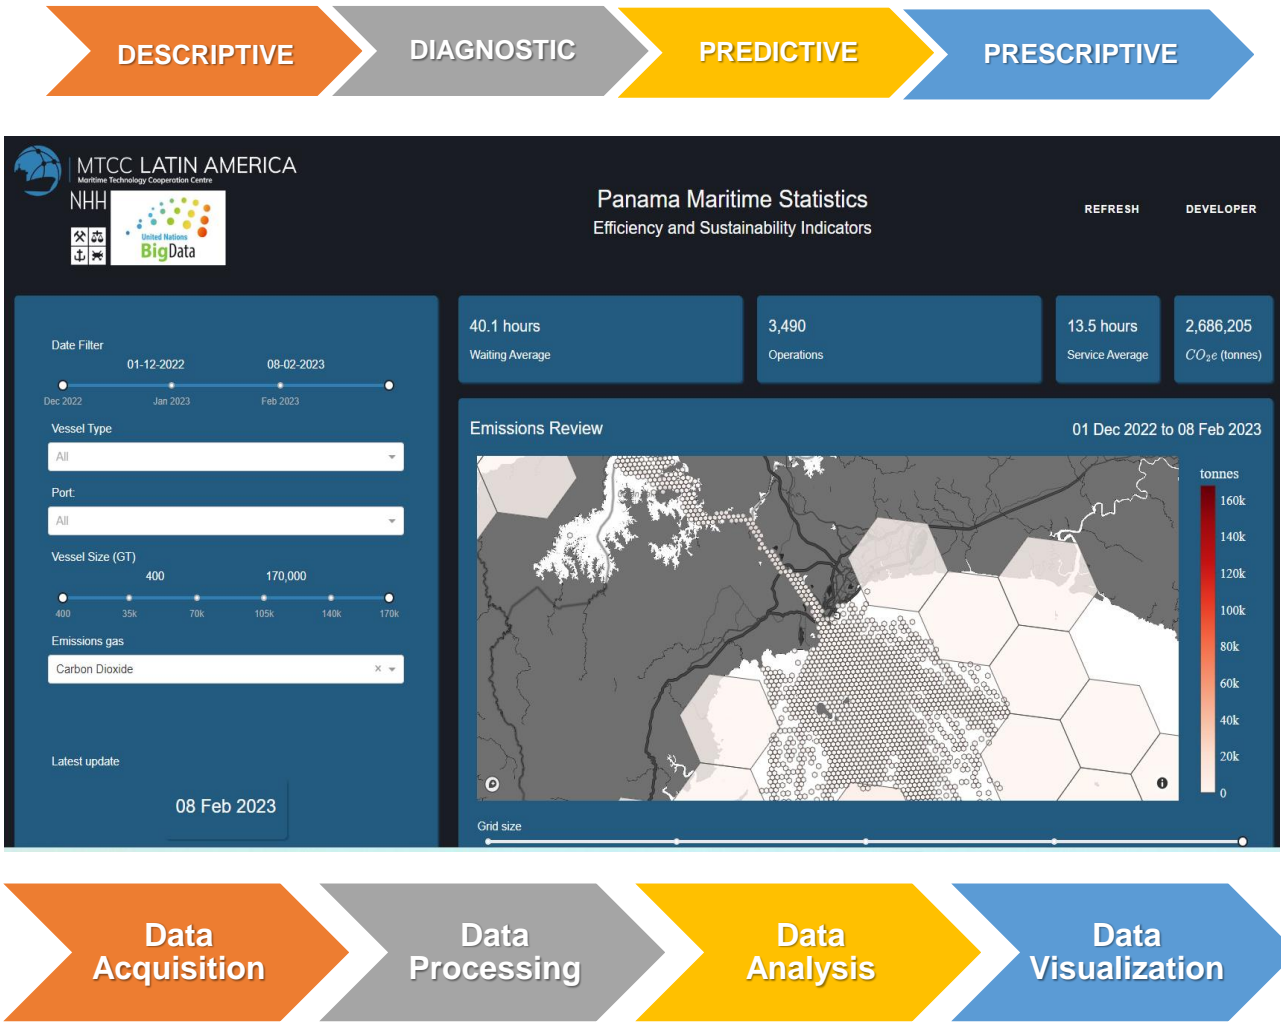 DESCRIPTIVE
DIAGNOSTIC
PREDICTIVE
PRESCRIPTIVE
MTCC LATIN AMERICA
Maritime Technology Cooperation Centre
NHH
United Nations
BigData
Panama Maritime Statistics
Efficiency and Sustainability Indicators
REFRESH
DEVELOPER
Date Filter
01-12-2022
08-02-2023
Dec 2022
Jan 2023
Feb 2023
Vessel Type
All
Port:
All
Vessel Size (GT)
400
170,000
400
35k
70k
105k
140k
170k
Emissions gas
Carbon Dioxide
Latest update
08 Feb 2023
40.1 hours
Waiting Average
3,490
Operations
13.5 hours
Service Average
2,686,205
CO₂e (tonnes)
Emissions Review
01 Dec 2022 to 08 Feb 2023
tonnes
160k
140k
120k
100k
80k
60k
40k
20k
0
Grid size
Data
Acquisition
Data
Processing
Data
Analysis
Data
Visualization